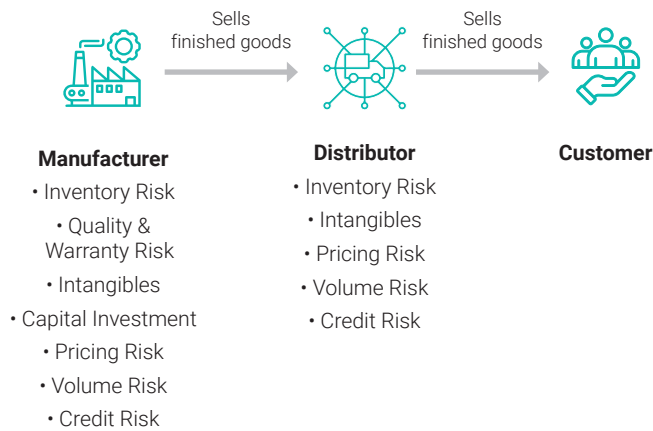 Sells
finished goods
Sells
finished goods
Manufacturer
• Inventory Risk
• Quality &
Warranty Risk
• Intangibles
• Capital Investment
• Pricing Risk
• Volume Risk
• Credit Risk
Distributor
• Inventory Risk
• Intangibles
• Pricing Risk
• Volume Risk
• Credit Risk
Customer